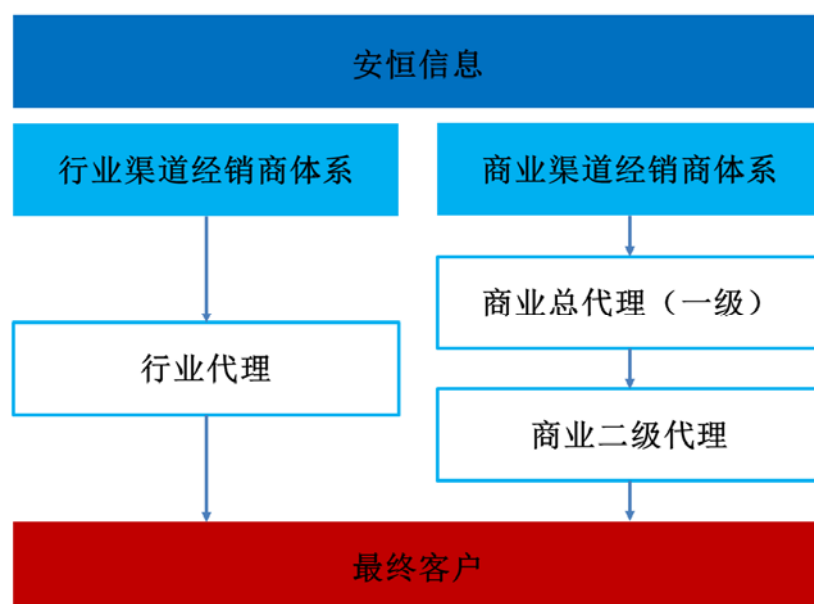 安恒信息
行业渠道经销商体系
商业渠道经销商体系
商业总代理（一级）
行业代理
商业二级代理
最终客户